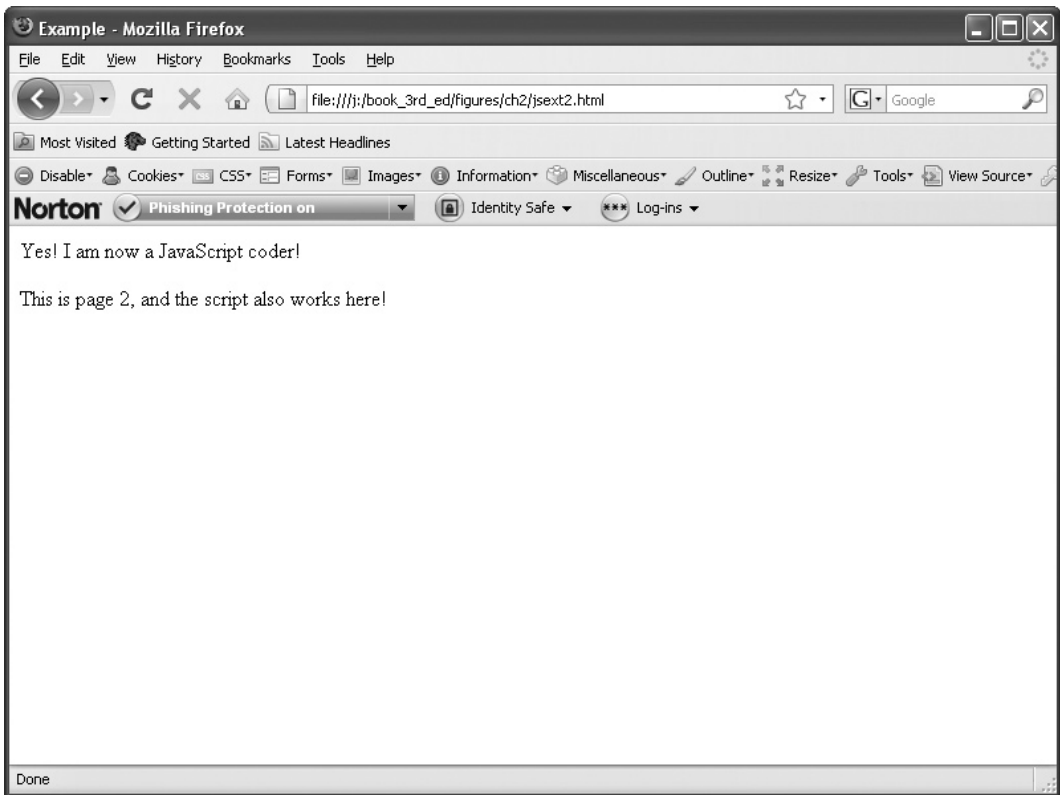 Example - Mozilla Firefox
File Edit View History Bookmarks Tools Help
file:///j:/book_3rd_ed/figures/ch2/jsext2.html G Google
Most Visited Getting Started Latest Headlines
Disable Cookies CSS Forms Images Information Miscellaneous Outline Resize Tools View Source
Norton Phishing Protection on Identity Safe Log-ins
Yes! I am now a JavaScript coder!
This is page 2, and the script also works here!
Done